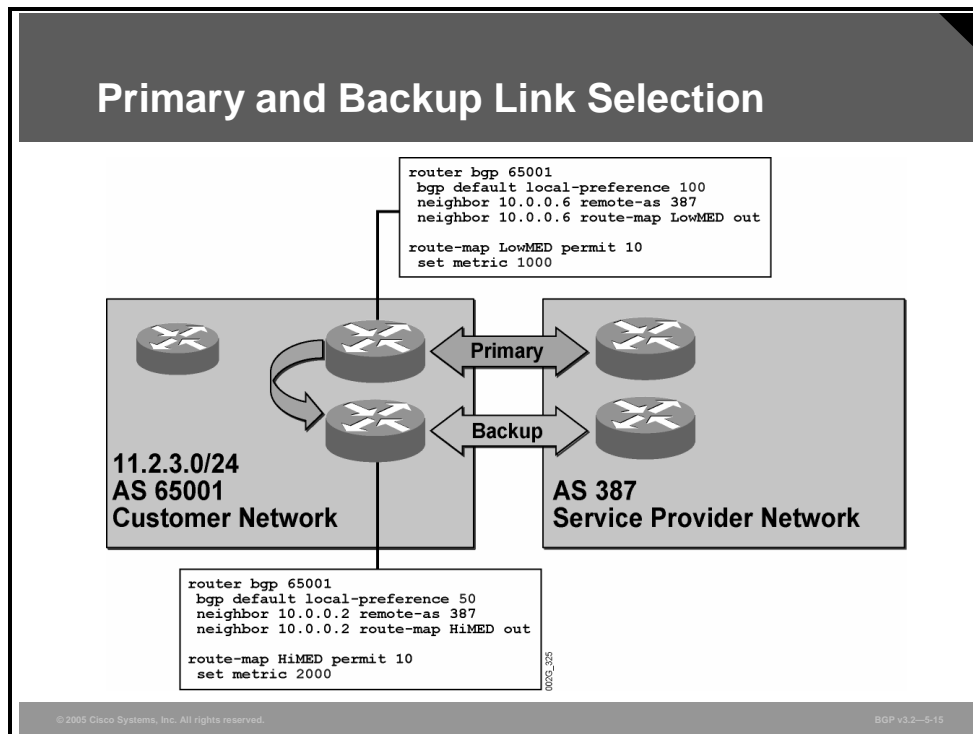 Primary and Backup Link Selection
router bgp 65001
bgp default local-preference 100
neighbor 10.0.0.6 remote-as 387
neighbor 10.0.0.6 route-map LowMED out
route-map LowMED permit 10
set metric 1000
Primary
Backup
11.2.3.0/24
AS 65001
Customer Network
AS 387
Service Provider Network
router bgp 65001
bgp default local-preference 50
neighbor 10.0.0.2 remote-as 387
neighbor 10.0.0.2 route-map HiMED out
route-map HiMED permit 10
set metric 2000
002G_325
© 2005 Cisco Systems, Inc. All rights reserved.
BGP v3.2—5-15